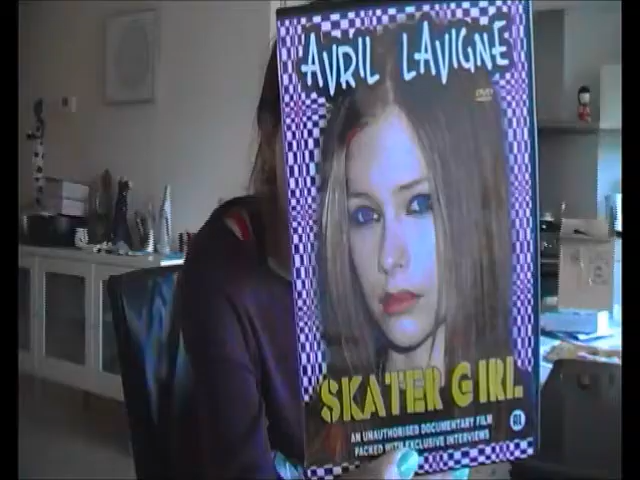 AVRIL LAVIGNE
DVD
SKATER GIRL
AN UNAUTHORISED DOCUMENTARY FILM
PACKED WITH EXCLUSIVE INTERVIEWS